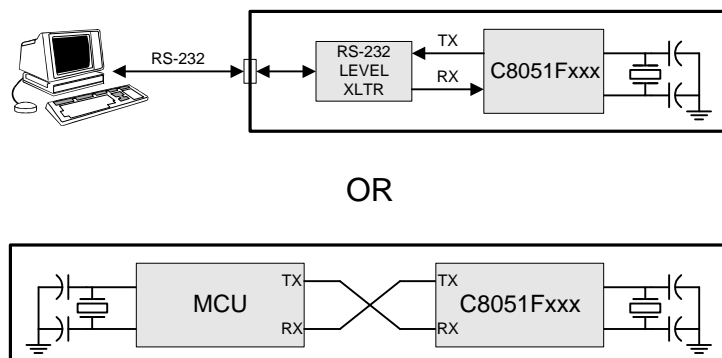 RS-232
RS-232
LEVEL
XLTR
TX
RX
C8051Fxxx
OR
MCU
TX
RX
TX
RX
C8051Fxxx